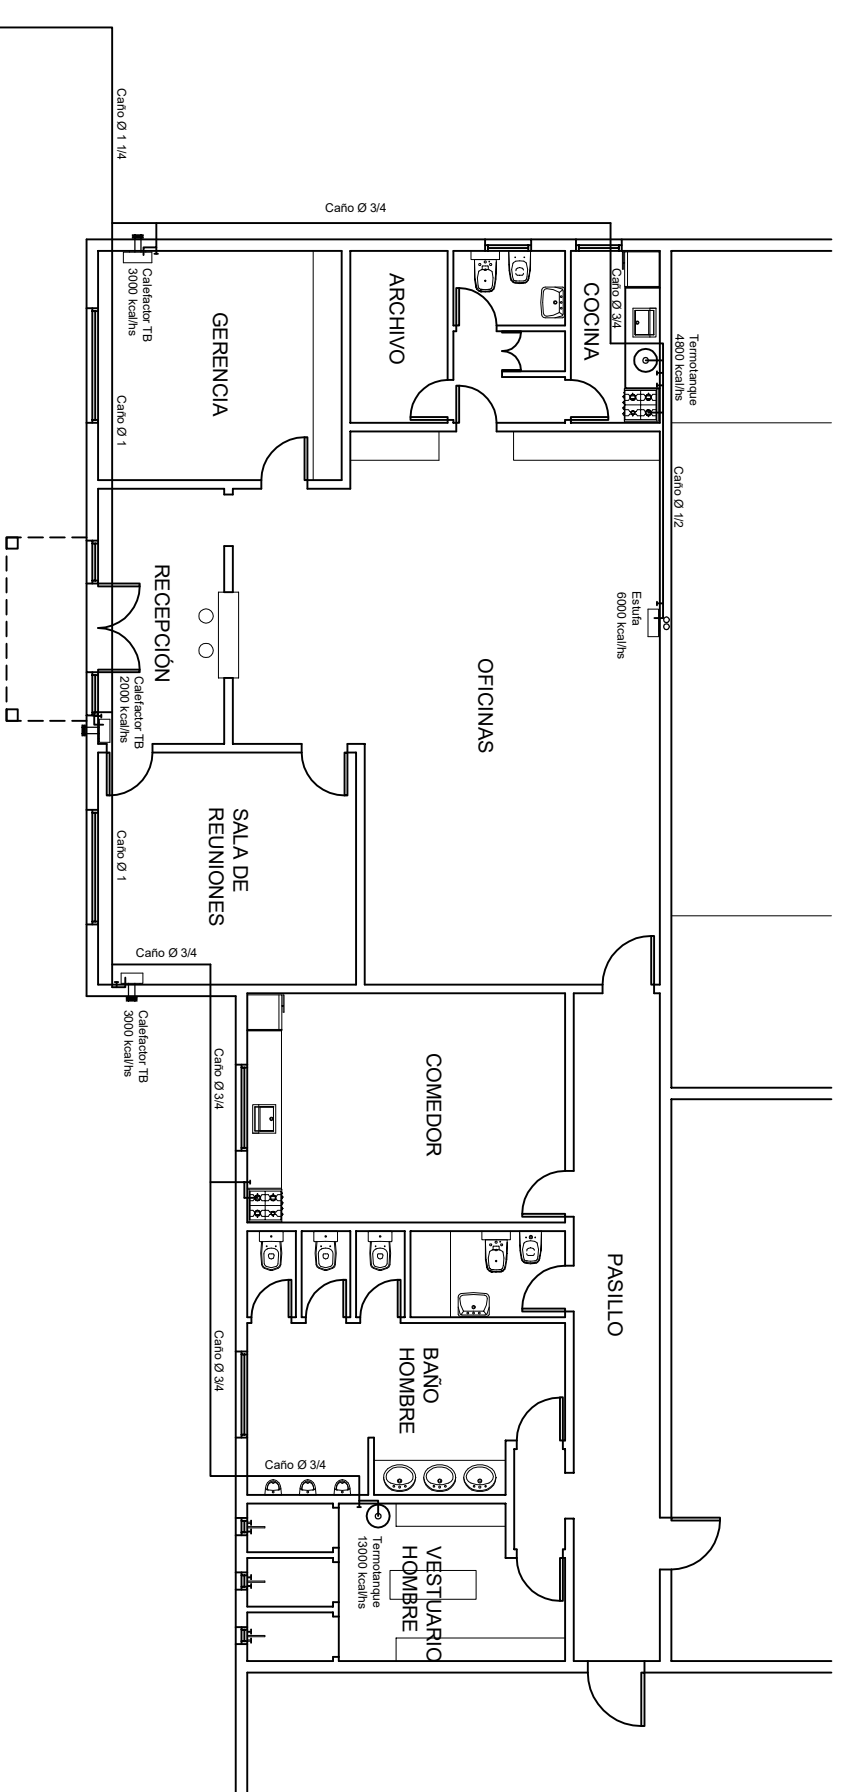 Caño Ø 1 1/4
Caño Ø 3/4
Calefactor TB
3000 kcal/hs
GERENCIA
ARCHIVO
COCINA
Caño Ø 3/4
Termotanque
4800 kcal/hs
Caño Ø 1
Caño Ø 1/2
RECEPCIÓN
Estufa
6000 kcal/hs
OFICINAS
Calefactor TB
2000 kcal/hs
SALA DE
REUNIONES
Caño Ø 1
Caño Ø 3/4
Calefactor TB
3000 kcal/hs
Caño Ø 3/4
COMEDOR
PASILLO
Caño Ø 3/4
BAÑO
HOMBRE
Caño Ø 3/4
Termotanque
13000 kcal/hs
VESTUARIO
HOMBRE